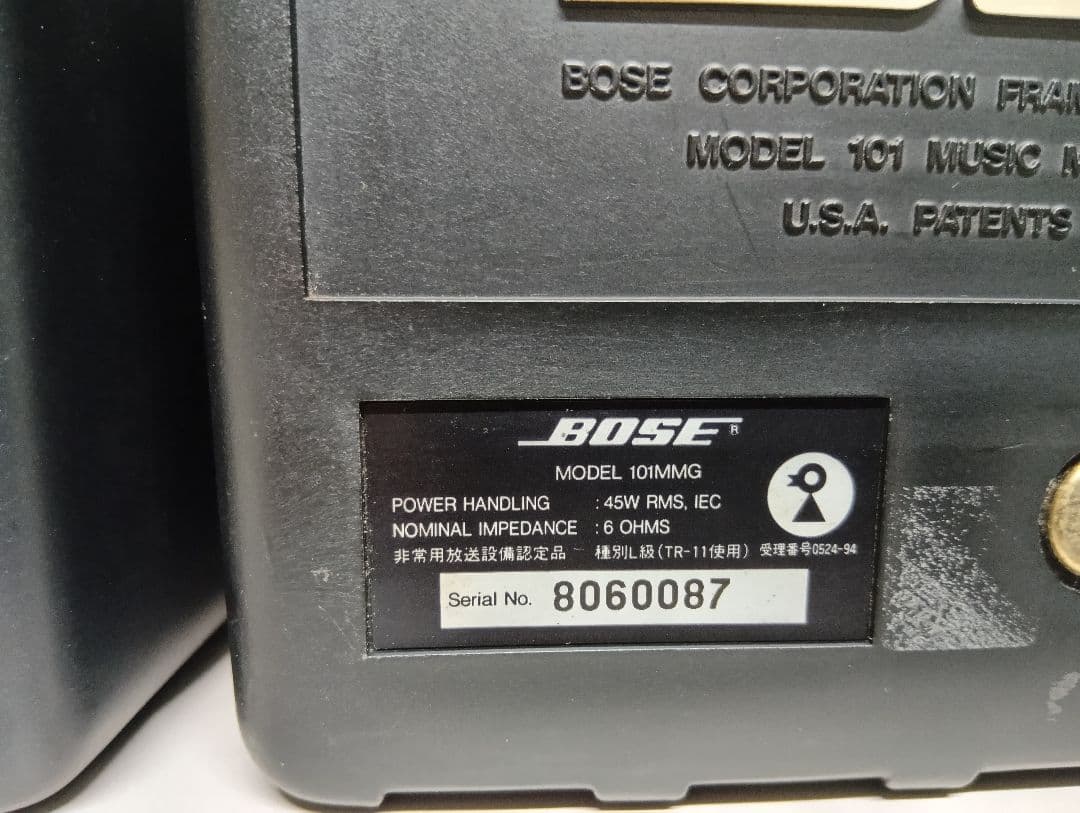 BOSE CORPORATION
MODEL 101 MUSIC
U.S.A. PATENTS
BOSE®
MODEL 101MMG
POWER HANDLING : 45W RMS, IEC
NOMINAL IMPEDANCE : 6 OHMS
非常用放送設備認定品 種別L級(TR-11使用) 受理番号0524-94
Serial No. 8060087